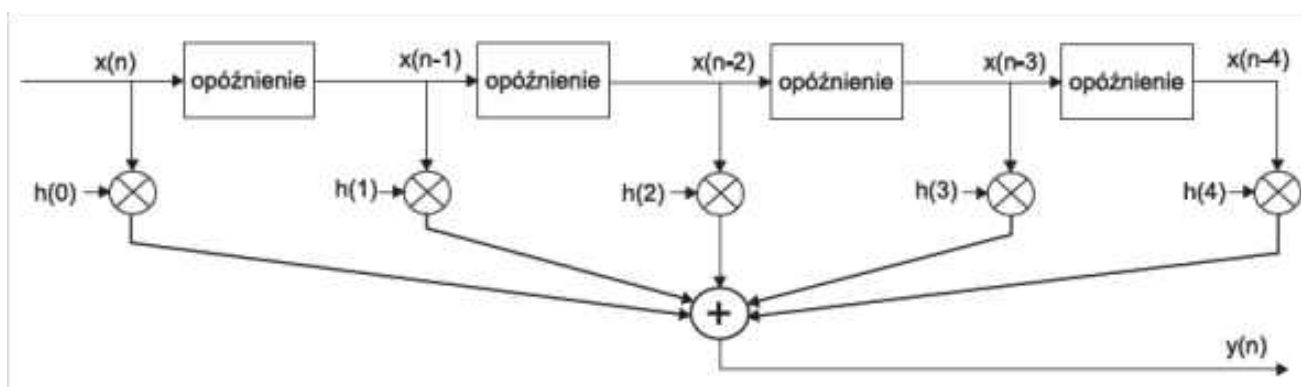 x(n) opóźnienie x(n-1) opóźnienie x(n-2) opóźnienie x(n-3) opóźnienie x(n-4)
h(0) h(1) h(2) h(3) h(4)
+
y(n)